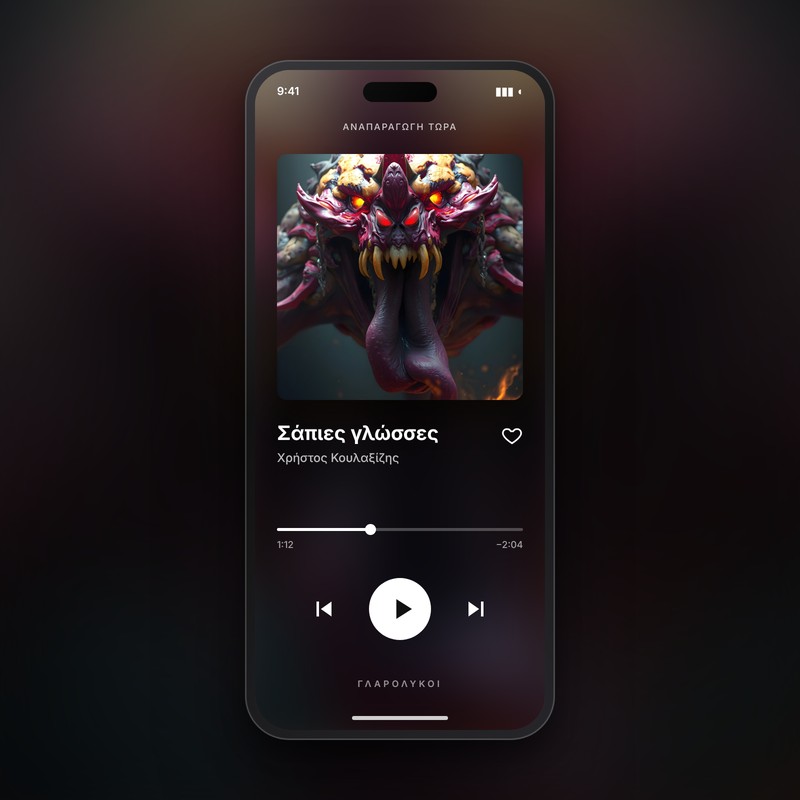 9:41
ΑΝΑΠΑΡΑΓΩΓΗ ΤΩΡΑ
Σάπιες γλώσσες
Χρήστος Κουλαξίζης
1:12
−2:04
ΓΛΑΡΟΛΥΚΟΙ